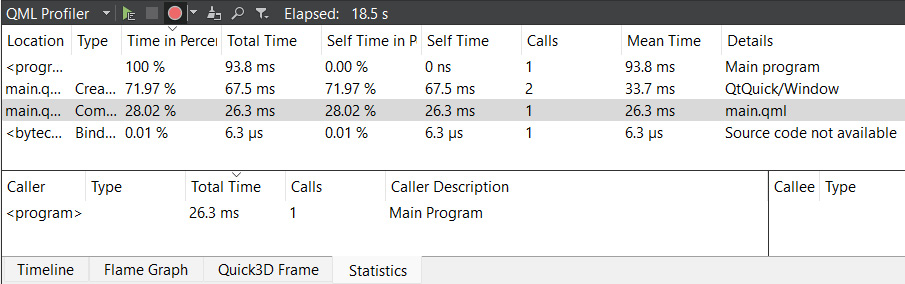 QML Profiler Elapsed: 18.5 s
Location Type Time in Percen Total Time Self Time in P Self Time Calls Mean Time Details
<progr... 100 % 93.8 ms 0.00 % 0 ns 1 93.8 ms Main program
main.q... Crea... 71.97 % 67.5 ms 71.97 % 67.5 ms 2 33.7 ms QtQuick/Window
main.q... Com... 28.02 % 26.3 ms 28.02 % 26.3 ms 1 26.3 ms main.qml
<bytec... Bind... 0.01 % 6.3 µs 0.01 % 6.3 µs 1 6.3 µs Source code not available
Caller Type Total Time Calls Caller Description Callee Type
<program> 26.3 ms 1 Main Program
Timeline Flame Graph Quick3D Frame Statistics